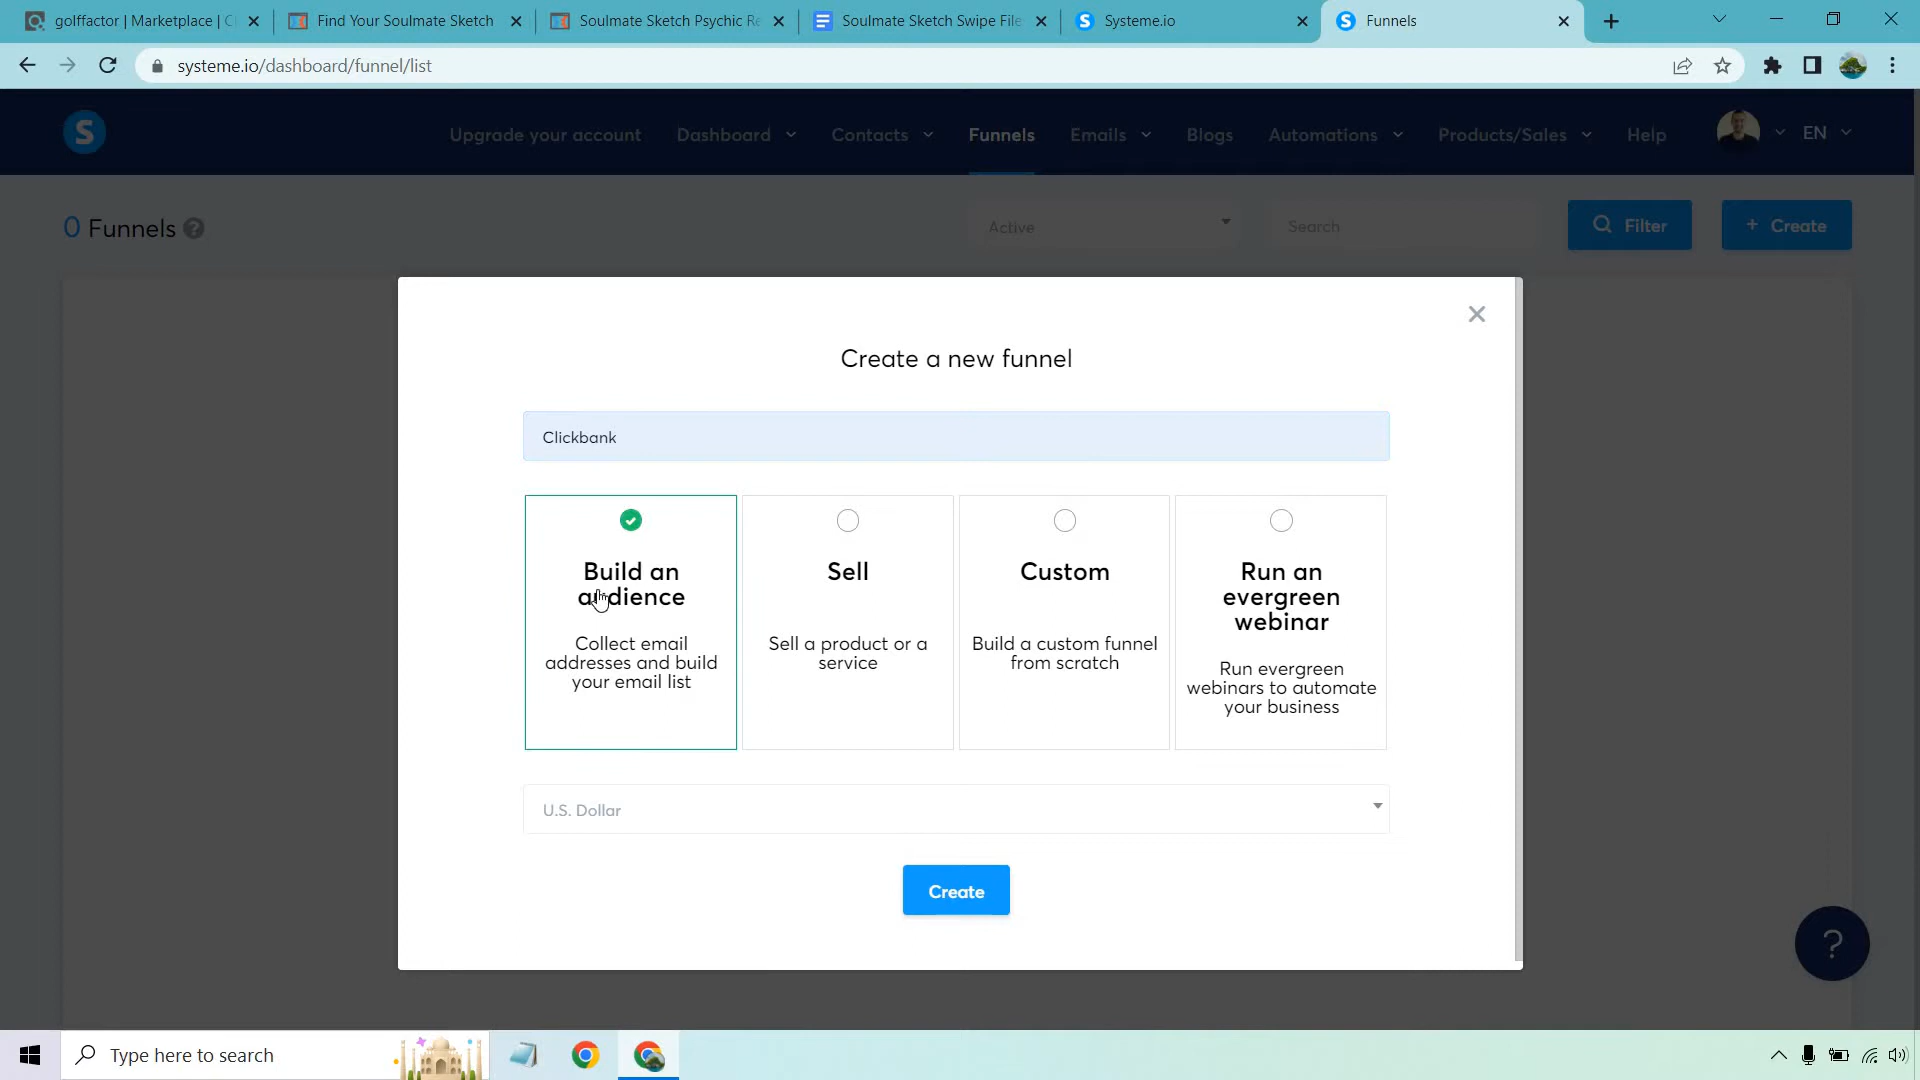 golffactor | Marketplace | C
Find Your Soulmate Sketch
Soulmate Sketch Psychic Re
Soulmate Sketch Swipe File
Systeme.io
Funnels
systeme.io/dashboard/funnel/list
S
Upgrade your account
Dashboard
Contacts
Funnels
Emails
Blogs
Automations
Products/Sales
Help
EN
0 Funnels ?
Active
Search
Filter
+ Create
Create a new funnel
Clickbank
Build an
audience
Collect email
addresses and build
your email list
Sell
Sell a product or a
service
Custom
Build a custom funnel
from scratch
Run an
evergreen
webinar
Run evergreen
webinars to automate
your business
U.S. Dollar
Create
?
Type here to search